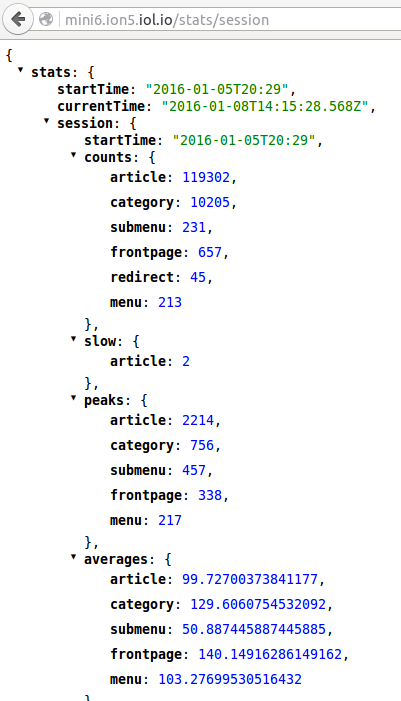 mini6.ion5.iol.io/stats/session
{
stats: {
startTime: "2016-01-05T20:29",
currentTime: "2016-01-08T14:15:28.568Z",
session: {
startTime: "2016-01-05T20:29",
counts: {
article: 119302,
category: 10205,
submenu: 231,
frontpage: 657,
redirect: 45,
menu: 213
},
slow: {
article: 2
},
peaks: {
article: 2214,
category: 756,
submenu: 457,
frontpage: 338,
menu: 217
},
averages: {
article: 99.72700373841177,
category: 129.6060754532092,
submenu: 50.887445887445885,
frontpage: 140.14916286149162,
menu: 103.27699530516432
}